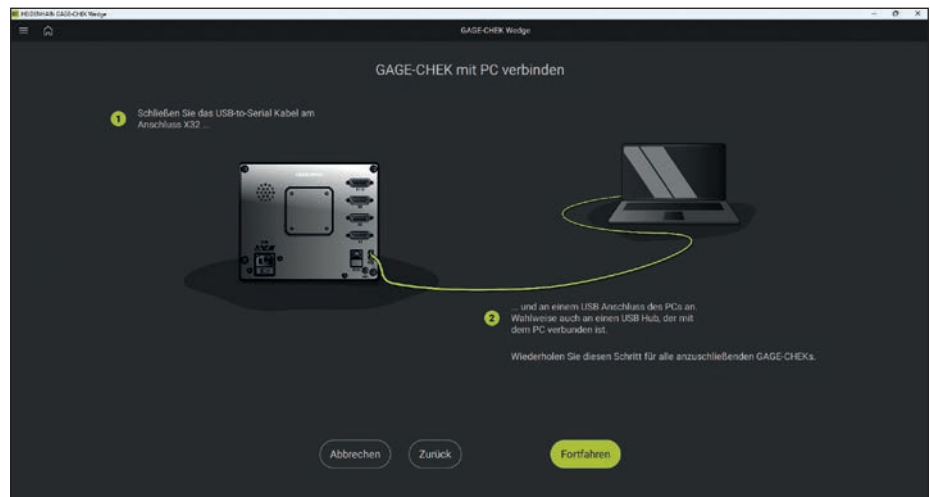 HEIDENHAIN GAGE-CHEK Wedge
GAGE-CHEK Wedge
GAGE-CHEK mit PC verbinden
1
Schließen Sie das USB-to-Serial Kabel am
Anschluss X32 ...
2
... und an einem USB Anschluss des PCs an.
Wahlweise auch an einen USB Hub, der mit
dem PC verbunden ist.
Wiederholen Sie diesen Schritt für alle anzuschließenden GAGE-CHEKs.
Abbrechen
Zurück
Fortfahren